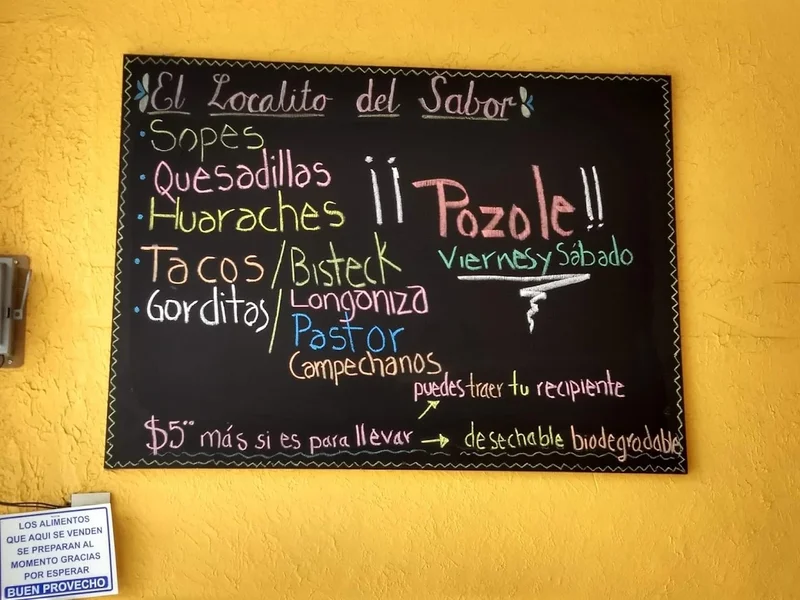 El Localito del Sabor
• Sopes
• Quesadillas
• Huaraches
• Tacos / Bisteck
• Gorditas / Longaniza
Pastor
Campechanos
¡¡ Pozole !!
Viernes y Sábado
puedes traer tu recipiente
$5°° más si es para llevar → desechable biodegradable
LOS ALIMENTOS
QUE AQUI SE VENDEN
SE PREPARAN AL
MOMENTO GRACIAS
POR ESPERAR
BUEN PROVECHO